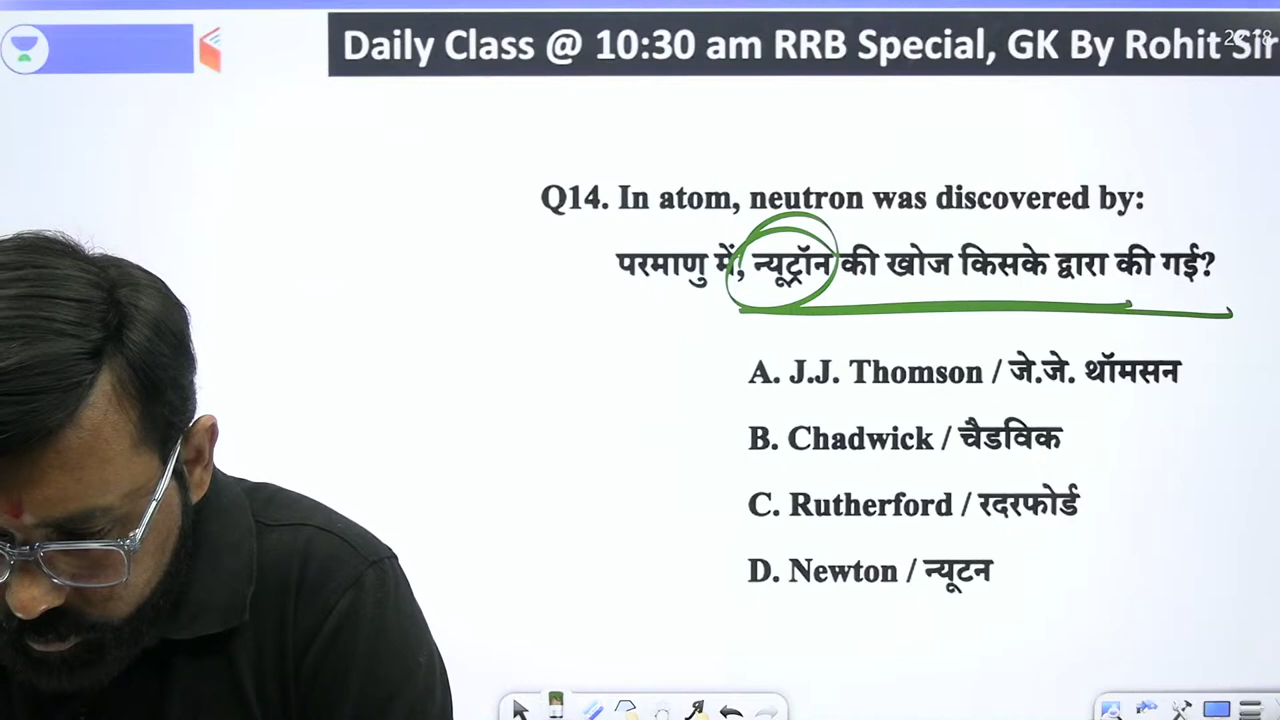 Daily Class @ 10:30 am RRB Special, GK By Rohit Sir
Q14. In atom, neutron was discovered by:
परमाणु में, न्यूट्रॉन की खोज किसके द्वारा की गई?
A. J.J. Thomson / जे.जे. थॉमसन
B. Chadwick / चैडविक
C. Rutherford / रदरफोर्ड
D. Newton / न्यूटन